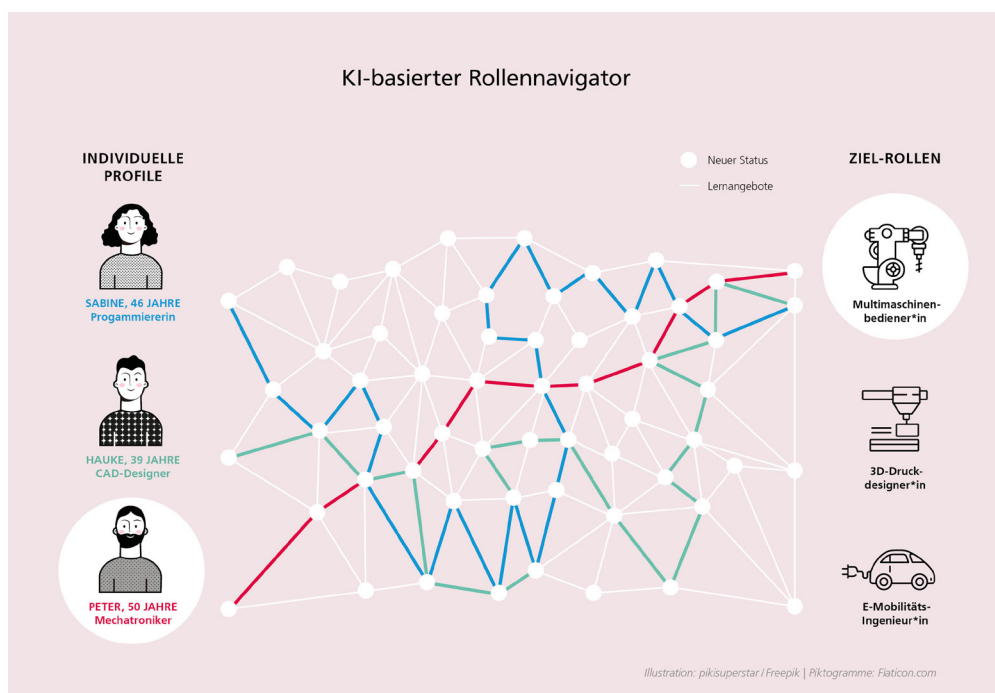 KI-basierter Rollennavigator
INDIVIDUELLE
PROFILE
SABINE, 46 JAHRE
Progammiererin
HAUKE, 39 JAHRE
CAD-Designer
PETER, 50 JAHRE
Mechatroniker
Neuer Status
Lernangebote
ZIEL-ROLLEN
Multimaschinen-
bediener*in
3D-Druck-
designer*in
E-Mobilitäts-
Ingenieur*in
Illustration: pikisuperstar / Freepik | Piktogramme: Flaticon.com